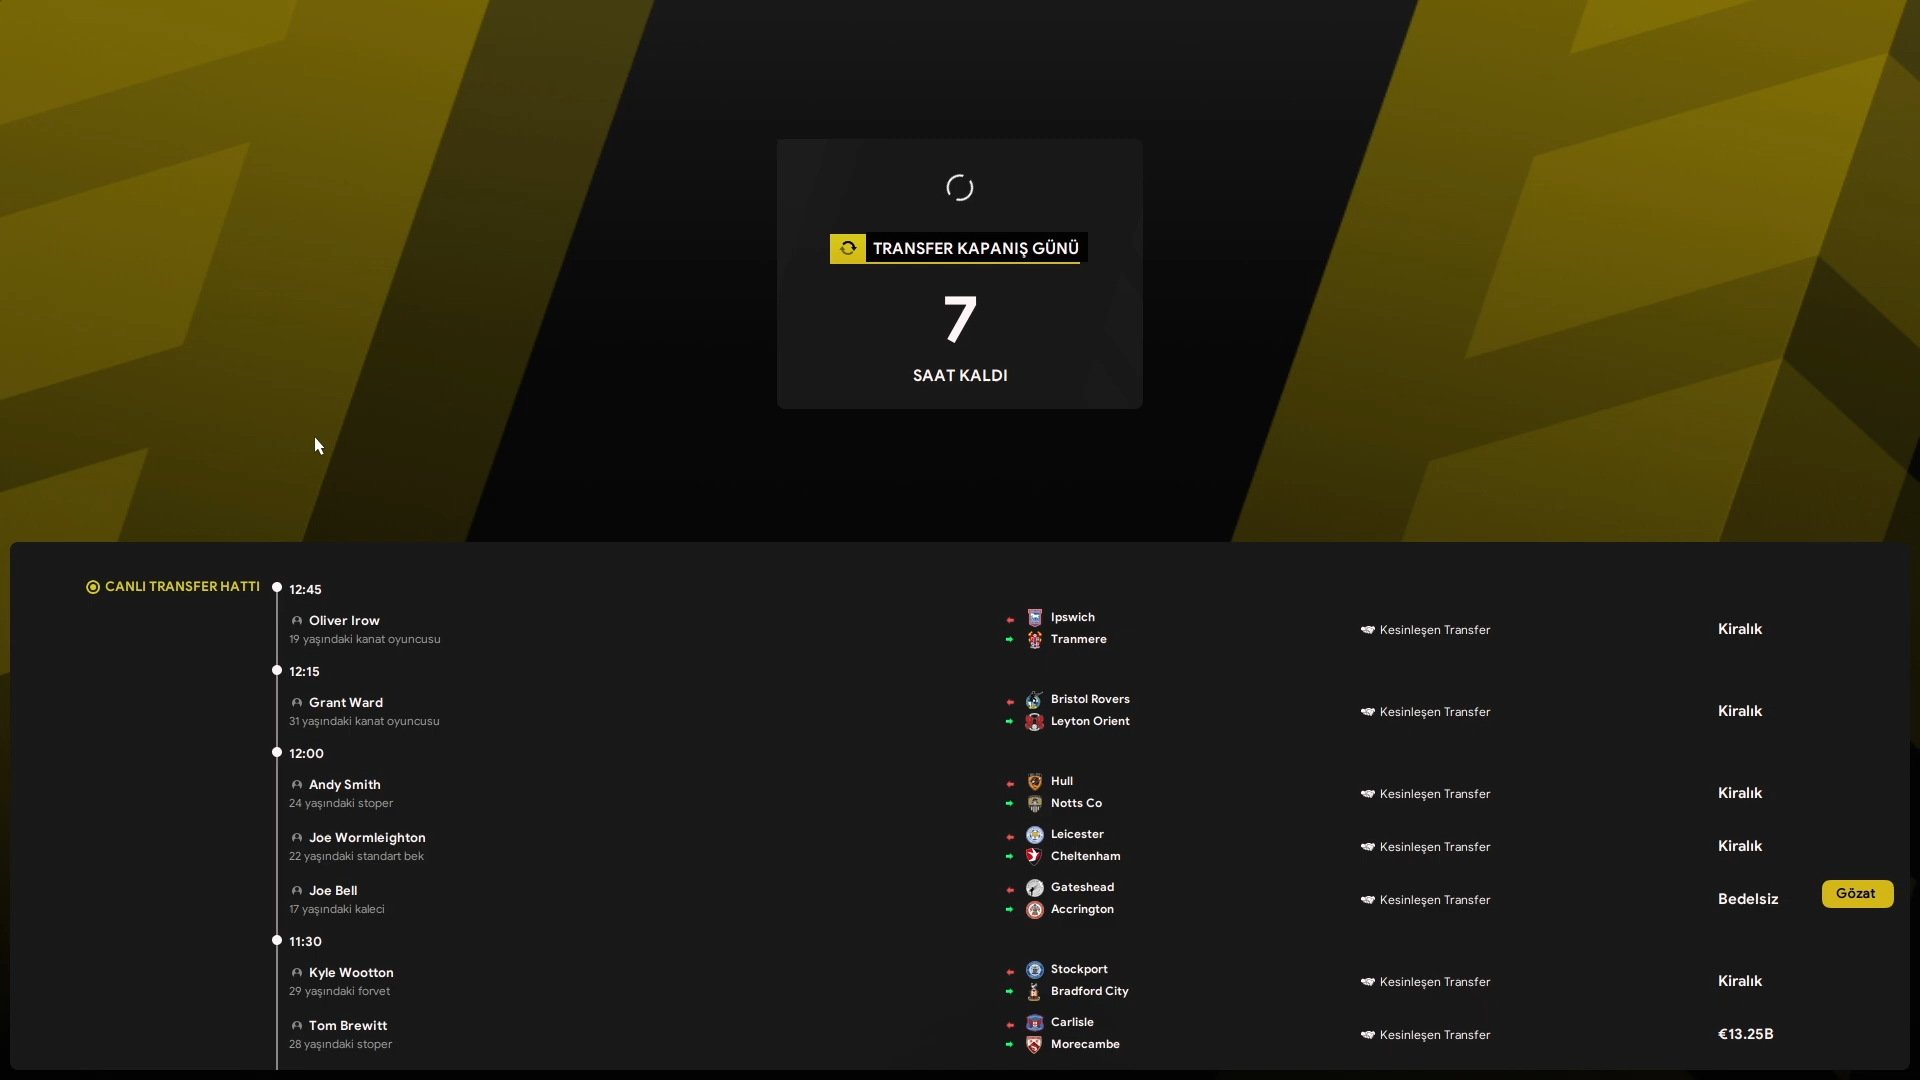 TRANSFER KAPANIŞ GÜNÜ
7
SAAT KALDI
CANLI TRANSFER HATTI
12:45
Oliver Irow
19 yaşındaki kanat oyuncusu
Ipswich
Tranmere
Kesinleşen Transfer
Kiralık
12:15
Grant Ward
31 yaşındaki kanat oyuncusu
Bristol Rovers
Leyton Orient
Kesinleşen Transfer
Kiralık
12:00
Andy Smith
24 yaşındaki stoper
Hull
Notts Co
Kesinleşen Transfer
Kiralık
Joe Wormleighton
22 yaşındaki standart bek
Leicester
Cheltenham
Kesinleşen Transfer
Kiralık
Joe Bell
17 yaşındaki kaleci
Gateshead
Accrington
Kesinleşen Transfer
Bedelsiz
Gözat
11:30
Kyle Wootton
29 yaşındaki forvet
Stockport
Bradford City
Kesinleşen Transfer
Kiralık
Tom Brewitt
28 yaşındaki stoper
Carlisle
Morecambe
Kesinleşen Transfer
€13.25B